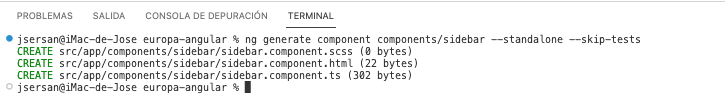 PROBLEMAS SALIDA CONSOLA DE DEPURACIÓN TERMINAL
jsersan@iMac-de-Jose europa-angular % ng generate component components/sidebar --standalone --skip-tests
CREATE src/app/components/sidebar/sidebar.component.scss (0 bytes)
CREATE src/app/components/sidebar/sidebar.component.html (22 bytes)
CREATE src/app/components/sidebar/sidebar.component.ts (302 bytes)
jsersan@iMac-de-Jose europa-angular %